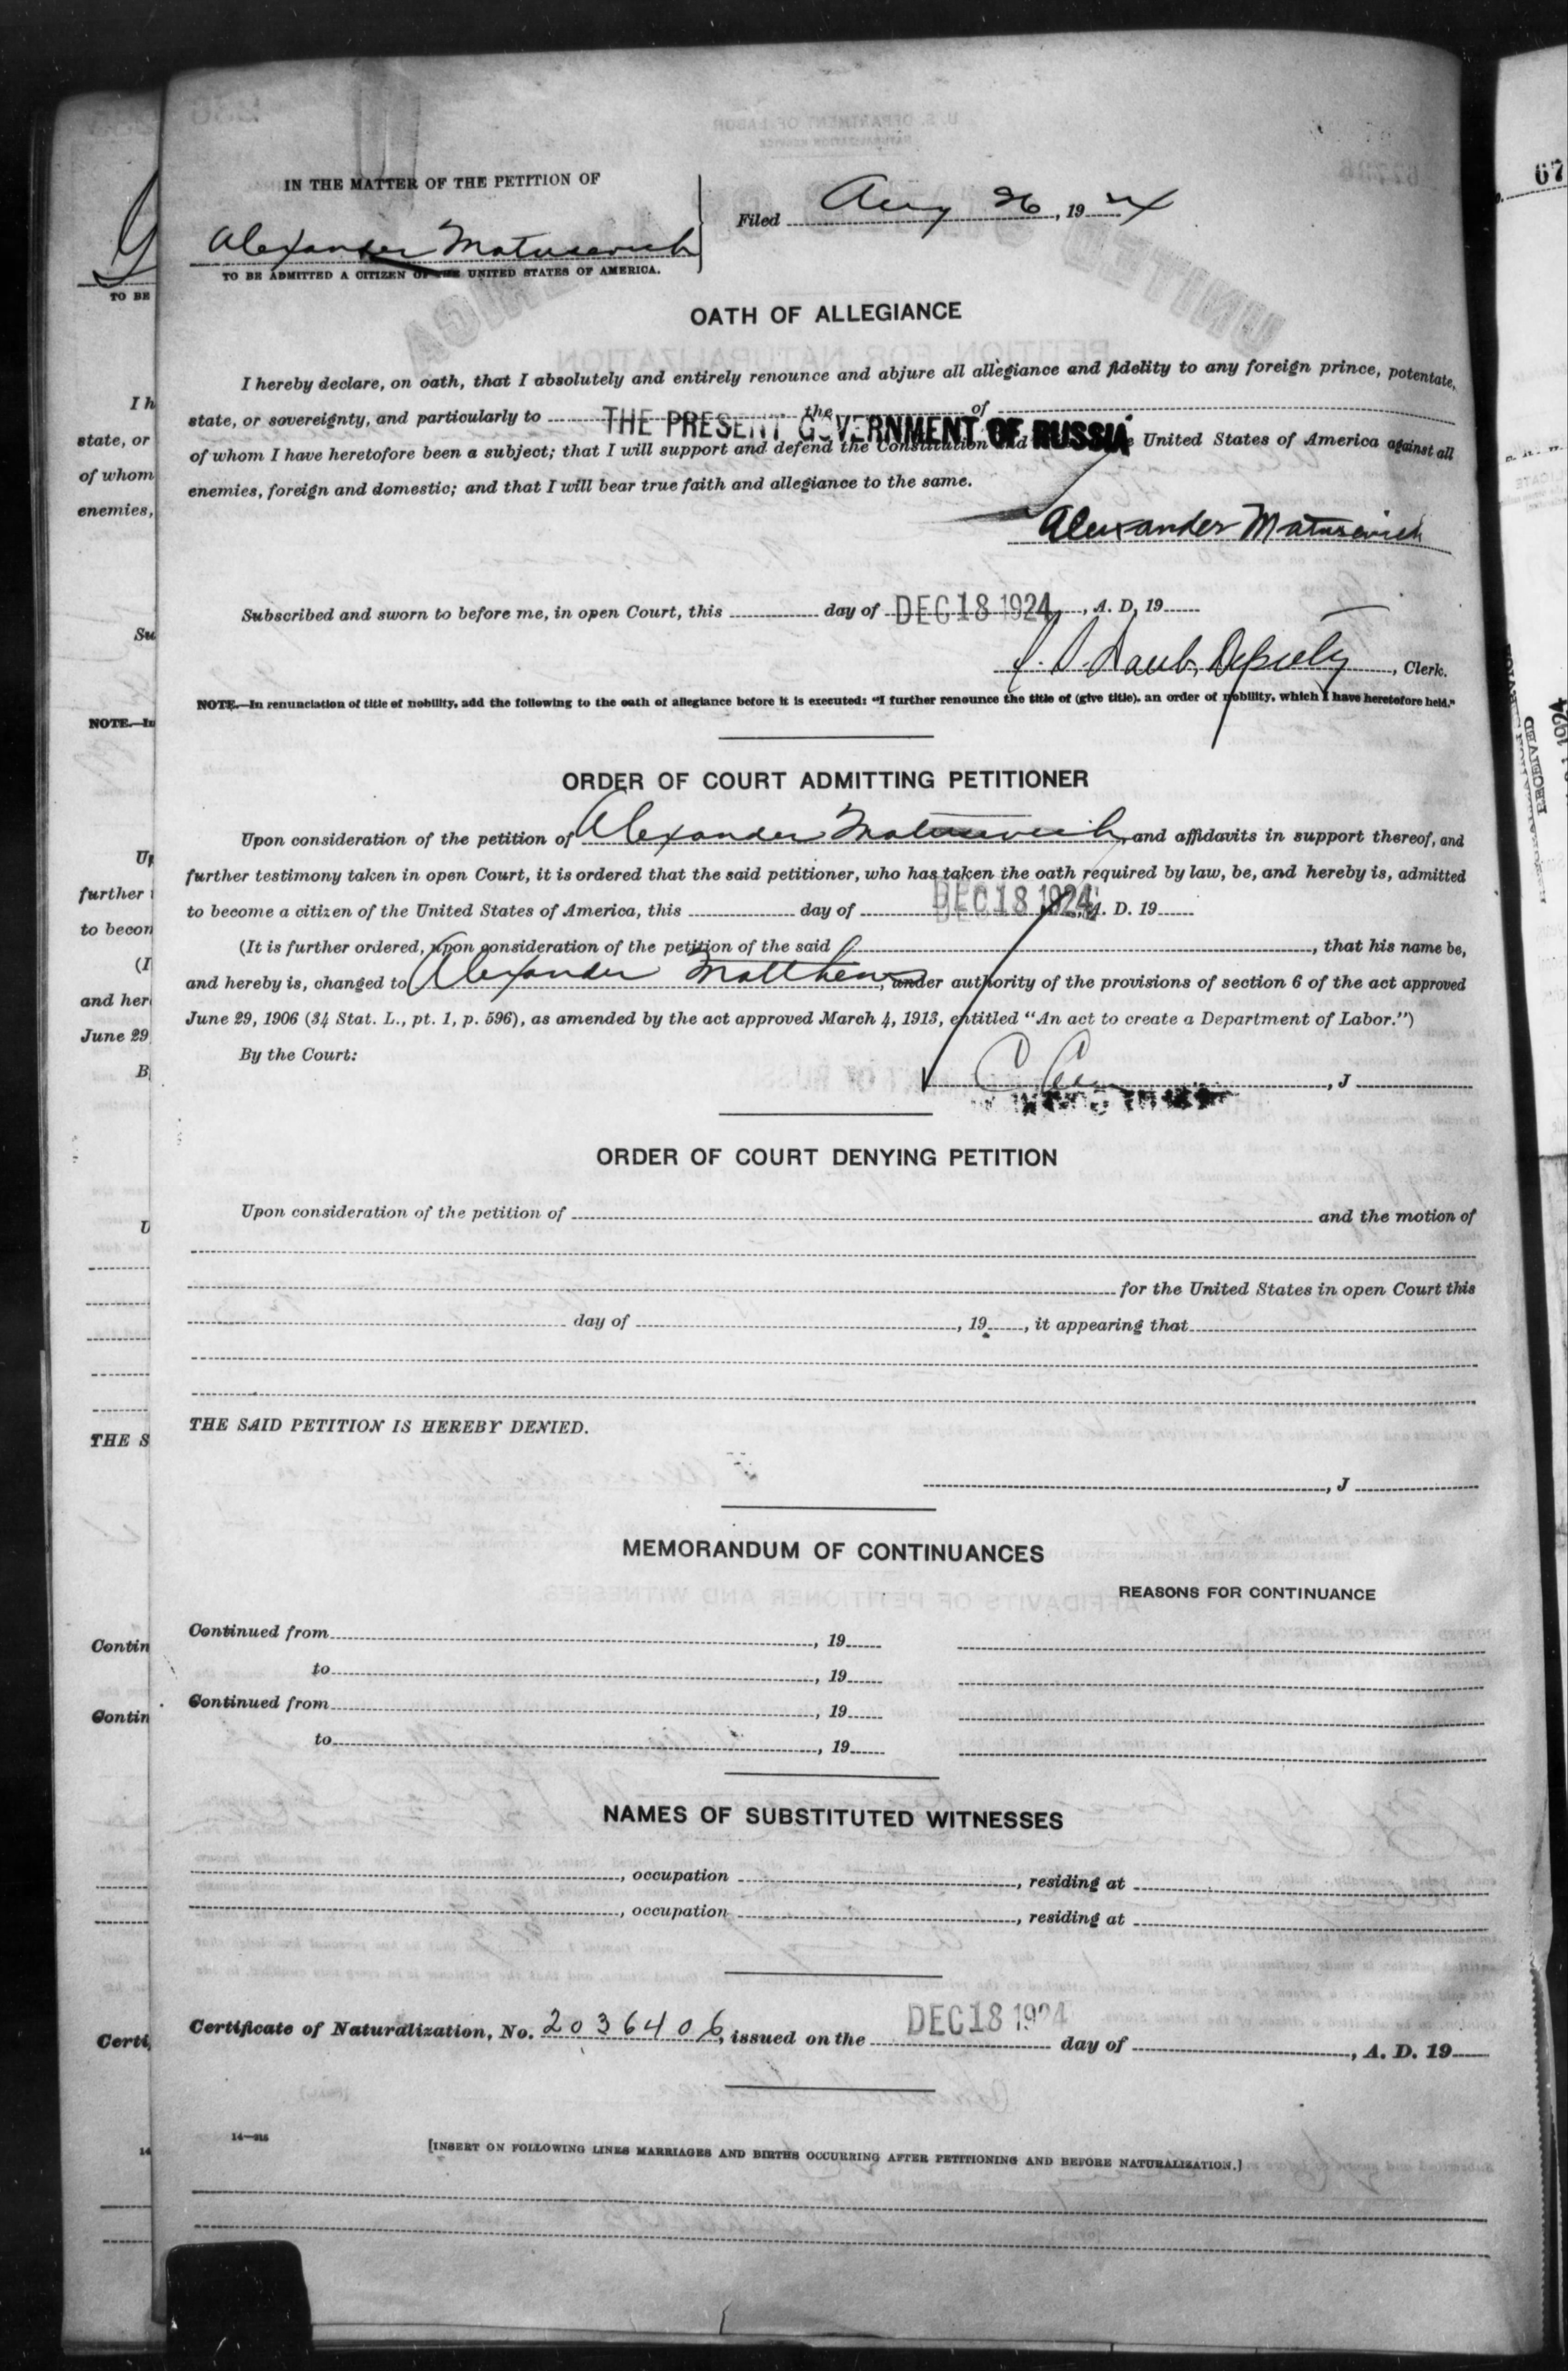 IN THE MATTER OF THE PETITION OF
Alexander Matusevich
TO BE ADMITTED A CITIZEN OF THE UNITED STATES OF AMERICA.
Filed Aug 26, 1924
OATH OF ALLEGIANCE
I hereby declare, on oath, that I absolutely and entirely renounce and abjure all allegiance and fidelity to any foreign prince, potentate,
state, or sovereignty, and particularly to the of
THE PRESENT GOVERNMENT OF RUSSIA
of whom I have heretofore been a subject; that I will support and defend the Constitution and United States of America against all
enemies, foreign and domestic; and that I will bear true faith and allegiance to the same.
Alexander Matusevich
Subscribed and sworn to before me, in open Court, this day of DEC 18 1924, A. D, 19
Deputy, Clerk.
NOTE.—In renunciation of title of nobility, add the following to the oath of allegiance before it is executed: "I further renounce the title of (give title). an order of nobility, which I have heretofore held."
ORDER OF COURT ADMITTING PETITIONER
Upon consideration of the petition of Alexander Matusevich, and affidavits in support thereof, and
further testimony taken in open Court, it is ordered that the said petitioner, who has taken the oath required by law, be, and hereby is, admitted
to become a citizen of the United States of America, this day of DEC 18 1924, A. D. 19
(It is further ordered, upon consideration of the petition of the said , that his name be,
and hereby is, changed to Alexander Matthews, under authority of the provisions of section 6 of the act approved
June 29, 1906 (34 Stat. L., pt. 1, p. 596), as amended by the act approved March 4, 1913, entitled "An act to create a Department of Labor.")
By the Court:
, J
ORDER OF COURT DENYING PETITION
Upon consideration of the petition of and the motion of
for the United States in open Court this
day of , 19 , it appearing that
THE SAID PETITION IS HEREBY DENIED.
, J
MEMORANDUM OF CONTINUANCES
REASONS FOR CONTINUANCE
Continued from , 19
to , 19
Continued from , 19
to , 19
NAMES OF SUBSTITUTED WITNESSES
, occupation , residing at
, occupation , residing at
Certificate of Naturalization, No. 2036406, issued on the DEC 18 1924 day of , A. D. 19
14—215
[INSERT ON FOLLOWING LINES MARRIAGES AND BIRTHS OCCURRING AFTER PETITIONING AND BEFORE NATURALIZATION.]